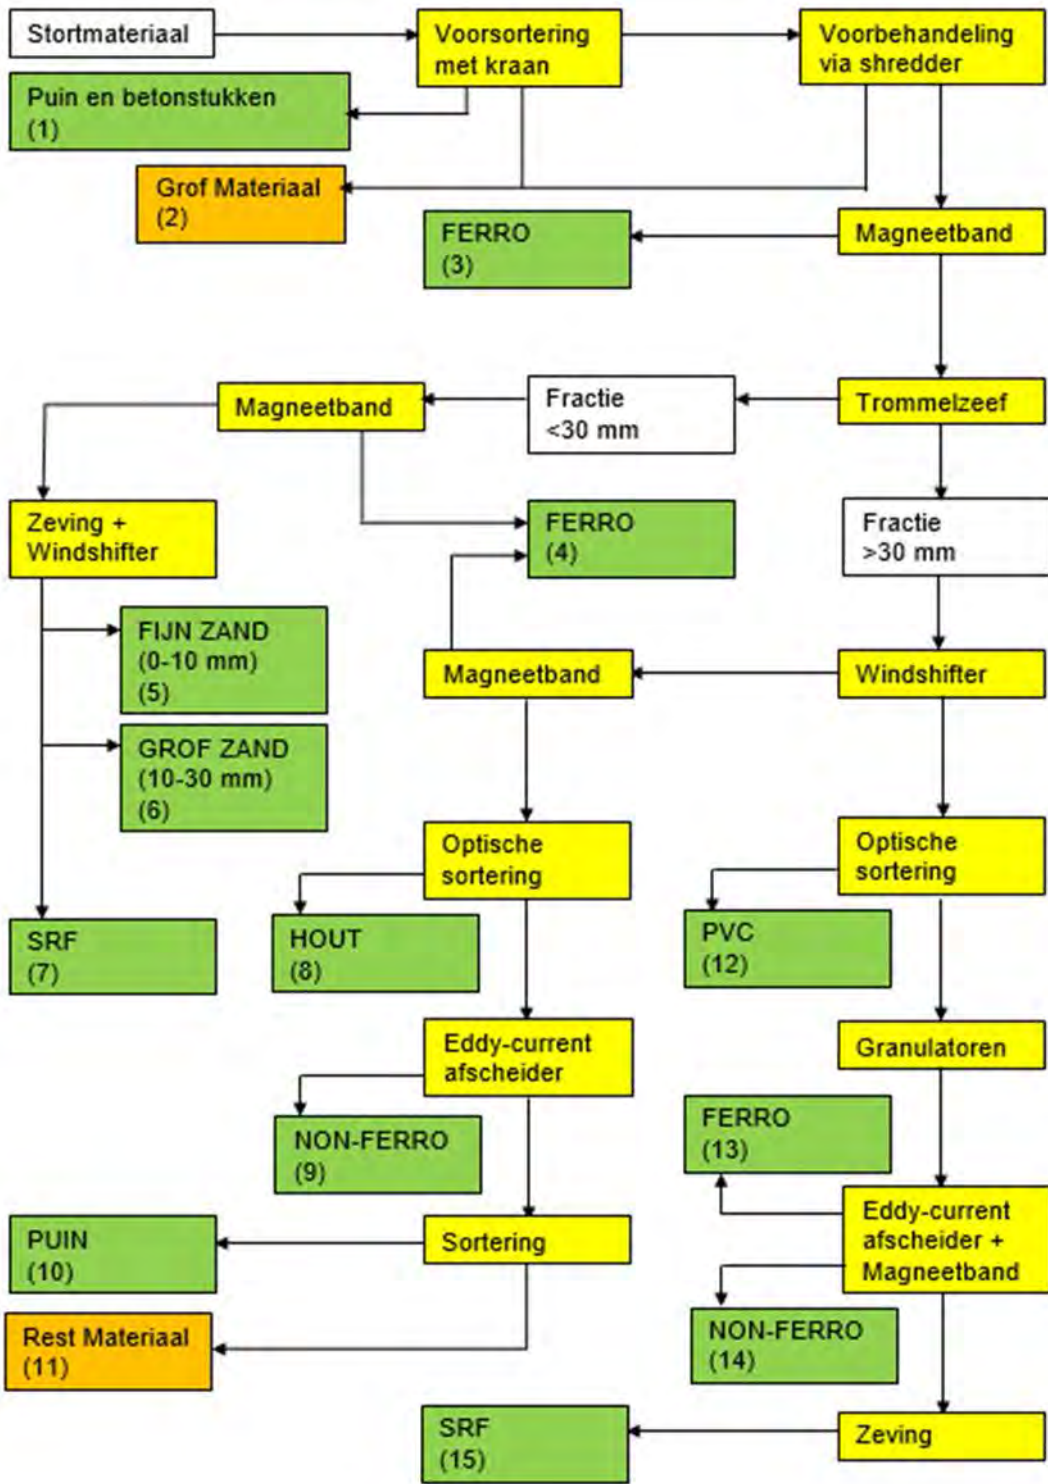 Stortmateriaal
Voorsortering
met kraan
Voorbehandeling
via shredder
Puin en betonstukken
(1)
Grof Materiaal
(2)
FERRO
(3)
Magneetband
Magneetband
Fractie
<30 mm
Trommelzeef
Zeving +
Windshifter
FERRO
(4)
Fractie
>30 mm
FIJN ZAND
(0-10 mm)
(5)
Magneetband
Windshifter
GROF ZAND
(10-30 mm)
(6)
Optische
sortering
Optische
sortering
SRF
(7)
HOUT
(8)
PVC
(12)
Eddy-current
afscheider
Granulatoren
NON-FERRO
(9)
FERRO
(13)
PUIN
(10)
Sortering
Eddy-current
afscheider +
Magneetband
Rest Materiaal
(11)
NON-FERRO
(14)
SRF
(15)
Zeving